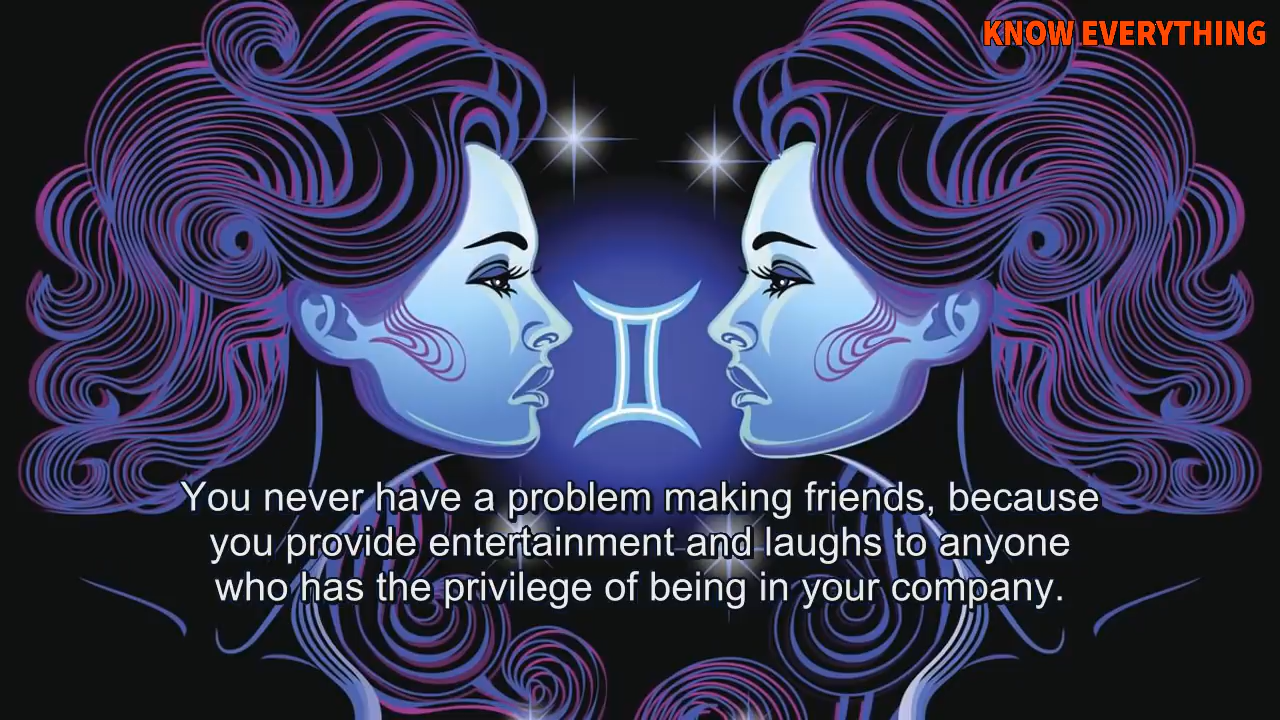 KNOW EVERYTHING
You never have a problem making friends, because
you provide entertainment and laughs to anyone
who has the privilege of being in your company.